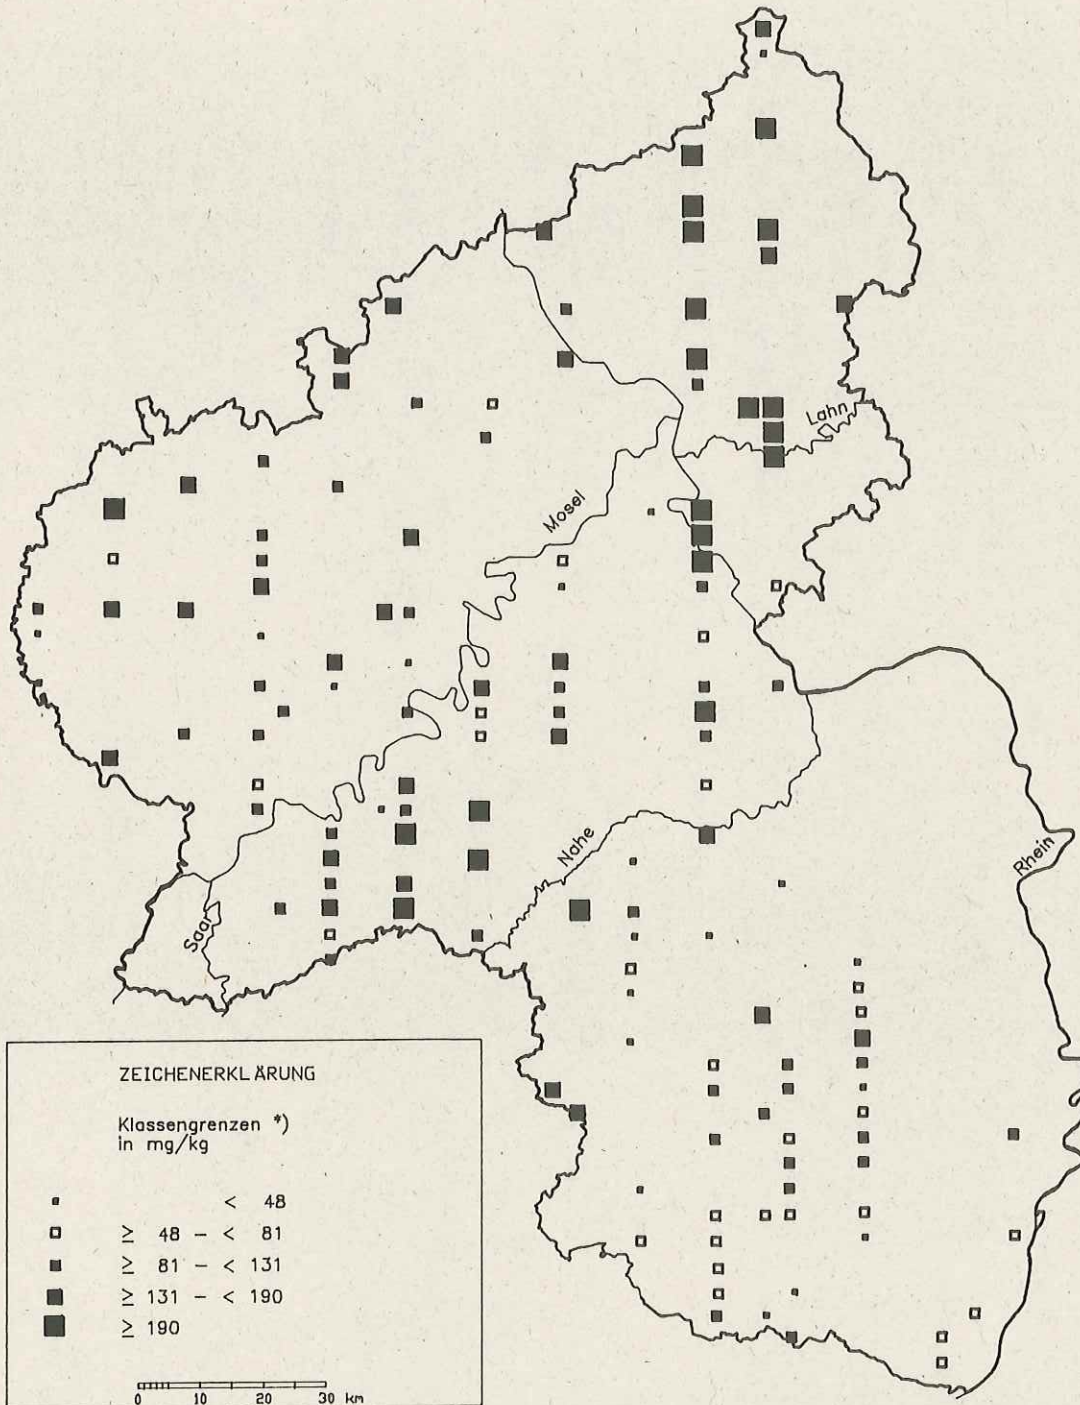 Lahn
Mosel
Nahe
Rhein
Saar
ZEICHENERKLÄRUNG
Klassengrenzen *)
in mg/kg
< 48
≥ 48 - < 81
≥ 81 - < 131
≥ 131 - < 190
≥ 190
0 10 20 30 km